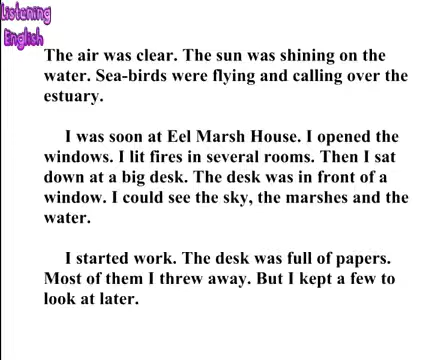 Listening
English
The air was clear. The sun was shining on the
water. Sea-birds were flying and calling over the
estuary.
I was soon at Eel Marsh House. I opened the
windows. I lit fires in several rooms. Then I sat
down at a big desk. The desk was in front of a
window. I could see the sky, the marshes and the
water.
I started work. The desk was full of papers.
Most of them I threw away. But I kept a few to
look at later.